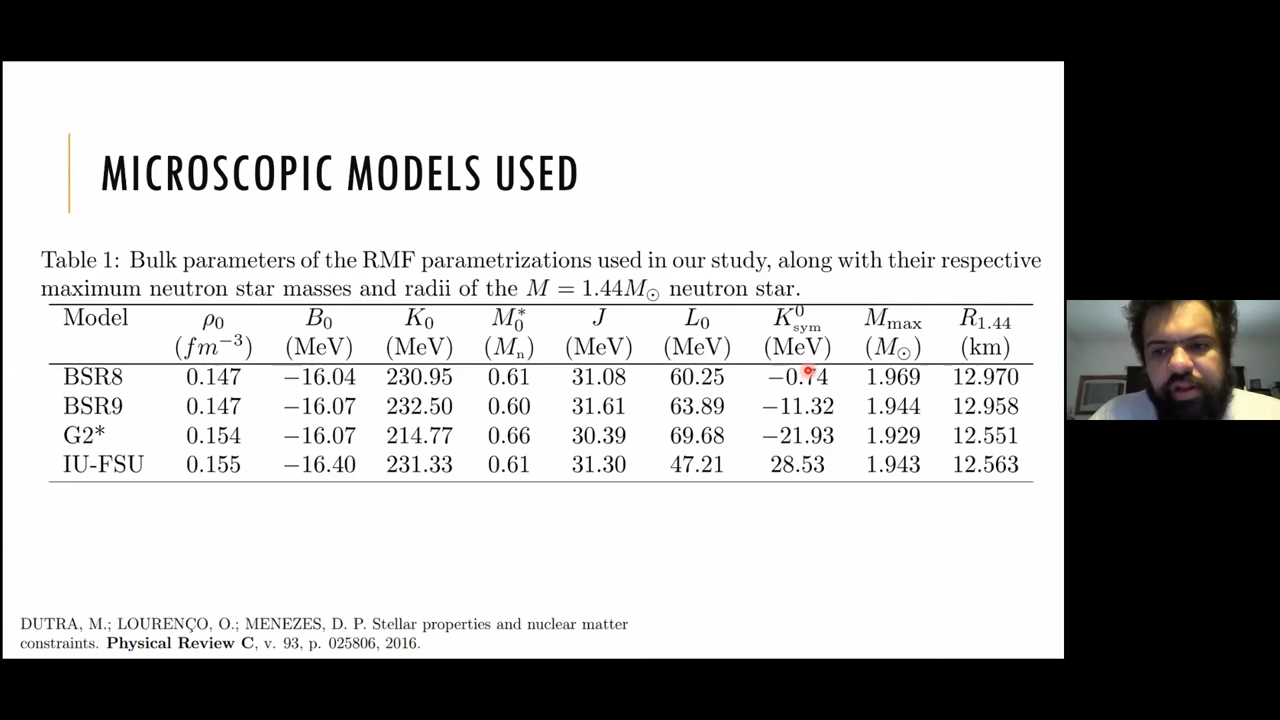 MICROSCOPIC MODELS USED
Table 1: Bulk parameters of the RMF parametrizations used in our study, along with their respective
maximum neutron star masses and radii of the M = 1.44M⊙ neutron star.
Model ρ₀ B₀ K₀ M₀* J L₀ K⁰sym Mmax R1.44
(fm⁻³) (MeV) (MeV) (Mn) (MeV) (MeV) (MeV) (M⊙) (km)
BSR8 0.147 −16.04 230.95 0.61 31.08 60.25 −0.74 1.969 12.970
BSR9 0.147 −16.07 232.50 0.60 31.61 63.89 −11.32 1.944 12.958
G2* 0.154 −16.07 214.77 0.66 30.39 69.68 −21.93 1.929 12.551
IU-FSU 0.155 −16.40 231.33 0.61 31.30 47.21 28.53 1.943 12.563
DUTRA, M.; LOURENÇO, O.; MENEZES, D. P. Stellar properties and nuclear matter
constraints. Physical Review C, v. 93, p. 025806, 2016.